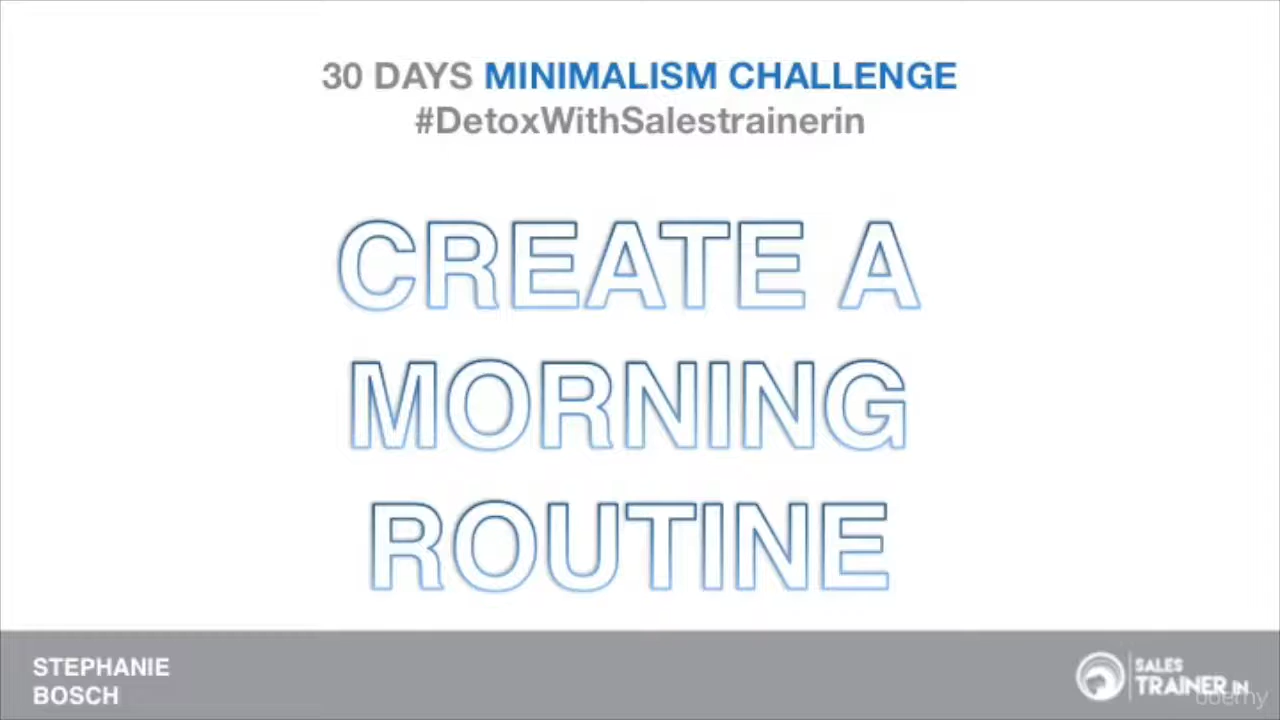 30 DAYS MINIMALISM CHALLENGE
#DetoxWithSalestrainerin
CREATE A
MORNING
ROUTINE
STEPHANIE
BOSCH
SALES
TRAINER.IN